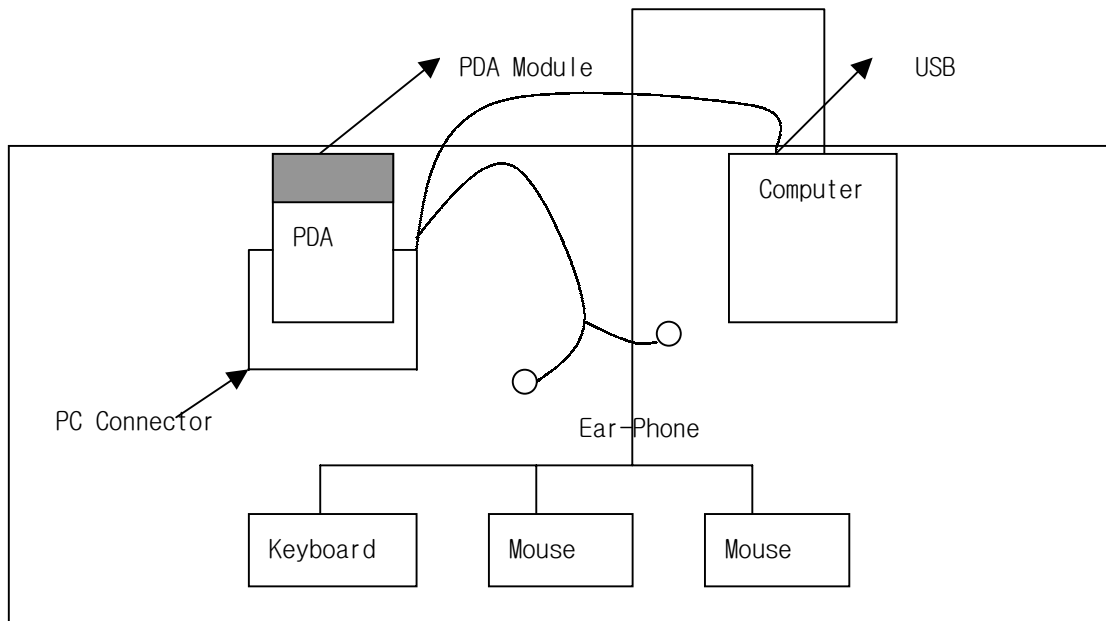 PDA Module
USB
Computer
PDA
PC Connector
Ear-Phone
Keyboard
Mouse
Mouse